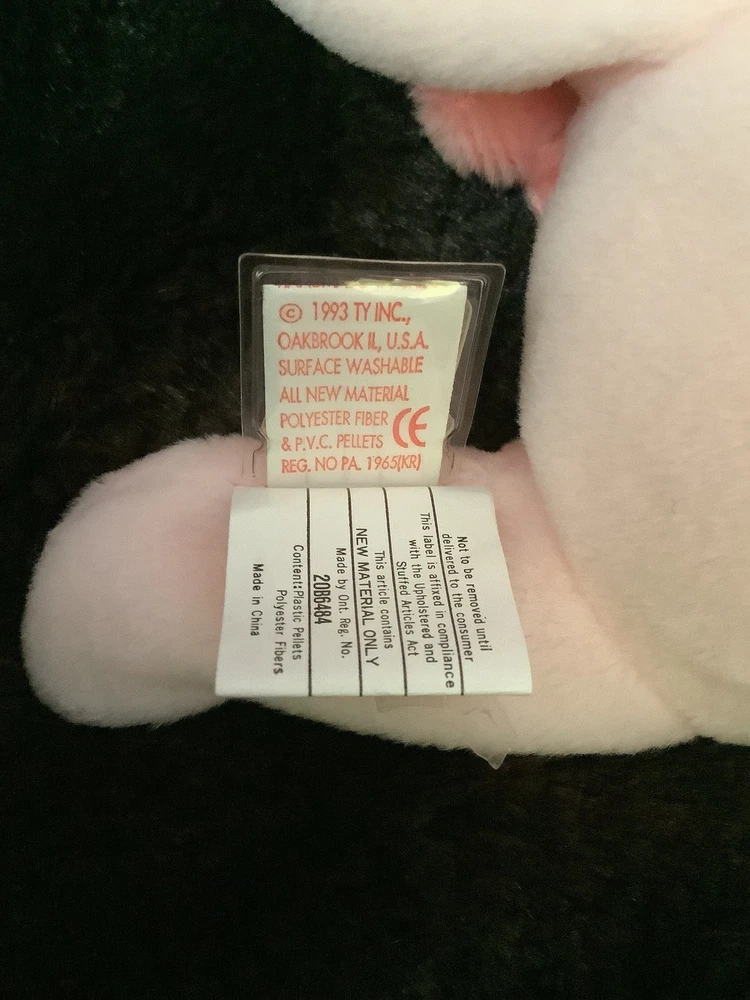 © 1993 TY INC.,
OAKBROOK IL, U.S.A.
SURFACE WASHABLE
ALL NEW MATERIAL
POLYESTER FIBER
& P.V.C. PELLETS
CE
REG. NO PA. 1965(KR)
Not to be removed until
delivered to the consumer
This label is affixed in compliance
with the Upholstered and
Stuffed Articles Act
This article contains
NEW MATERIAL ONLY
Made by Ont. Reg. No.
20B6484
Content:Plastic Pellets
Polyester Fibers
Made in China